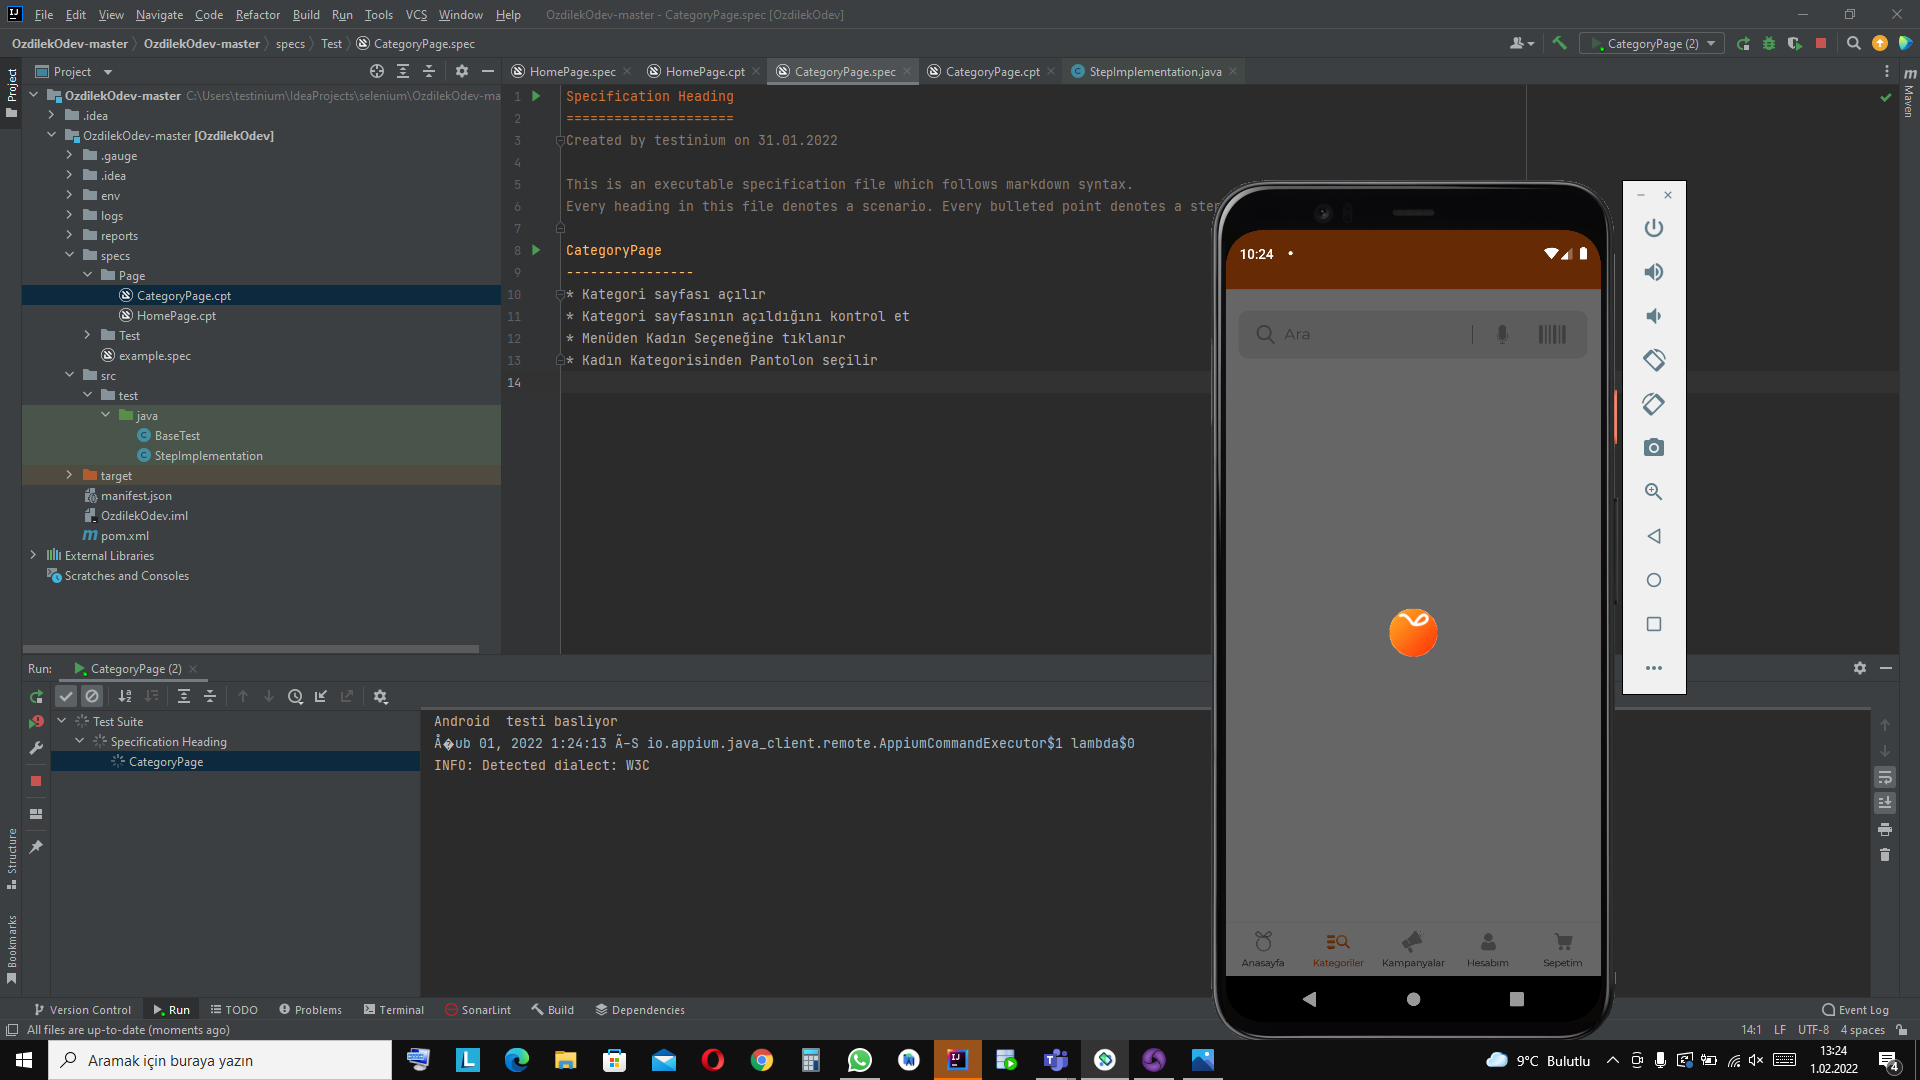 File Edit View Navigate Code Refactor Build Run Tools VCS Window Help OzdilekOdev-master - CategoryPage.spec [OzdilekOdev]
OzdilekOdev-master OzdilekOdev-master specs Test CategoryPage.spec
CategoryPage (2)
Project
Project
HomePage.spec HomePage.cpt CategoryPage.spec CategoryPage.cpt StepImplementation.java
Maven
OzdilekOdev-master C:\Users\testinium\IdeaProjects\selenium\OzdilekOdev-ma
.idea
OzdilekOdev-master [OzdilekOdev]
.gauge
.idea
env
logs
reports
specs
Page
CategoryPage.cpt
HomePage.cpt
Test
example.spec
src
test
java
BaseTest
StepImplementation
target
manifest.json
OzdilekOdev.iml
pom.xml
External Libraries
Scratches and Consoles
1 Specification Heading
2 =====================
3 Created by testinium on 31.01.2022
4
5 This is an executable specification file which follows markdown syntax.
6 Every heading in this file denotes a scenario. Every bulleted point denotes a ste
7
8 CategoryPage
9 ----------------
10 * Kategori sayfası açılır
11 * Kategori sayfasının açıldığını kontrol et
12 * Menüden Kadın Seçeneğine tıklanır
13 * Kadın Kategorisinden Pantolon seçilir
14
10:24
Ara
Anasayfa Kategoriler Kampanyalar Hesabım Sepetim
Run: CategoryPage (2)
Test Suite
Specification Heading
CategoryPage
Android  testi basliyor
Å�ub 01, 2022 1:24:13 Ã–S io.appium.java_client.remote.AppiumCommandExecutor$1 lambda$0
INFO: Detected dialect: W3C
Structure
Bookmarks
Version Control Run TODO Problems Terminal SonarLint Build Dependencies Event Log
All files are up-to-date (moments ago) 14:1 LF UTF-8 4 spaces
Aramak için buraya yazın
9°C Bulutlu
13:24
1.02.2022
4